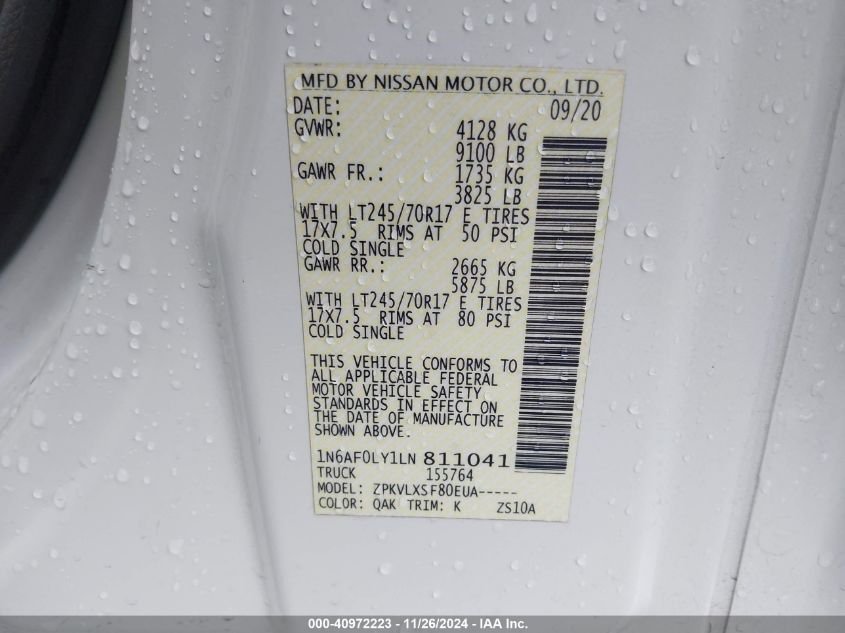 MFD BY NISSAN MOTOR CO., LTD.
DATE: 09/20
GVWR: 4128 KG
9100 LB
GAWR FR.: 1735 KG
3825 LB
WITH LT245/70R17 E TIRES
17X7.5 RIMS AT 50 PSI
COLD SINGLE
GAWR RR.: 2665 KG
5875 LB
WITH LT245/70R17 E TIRES
17X7.5 RIMS AT 80 PSI
COLD SINGLE
THIS VEHICLE CONFORMS TO
ALL APPLICABLE FEDERAL
MOTOR VEHICLE SAFETY
STANDARDS IN EFFECT ON
THE DATE OF MANUFACTURE
SHOWN ABOVE.
1N6AF0LY1LN 811041
TRUCK 155764
MODEL: ZPKVLXSF80EUA-----
COLOR: QAK TRIM: K ZS10A
000-40972223 - 11/26/2024 - IAA Inc.